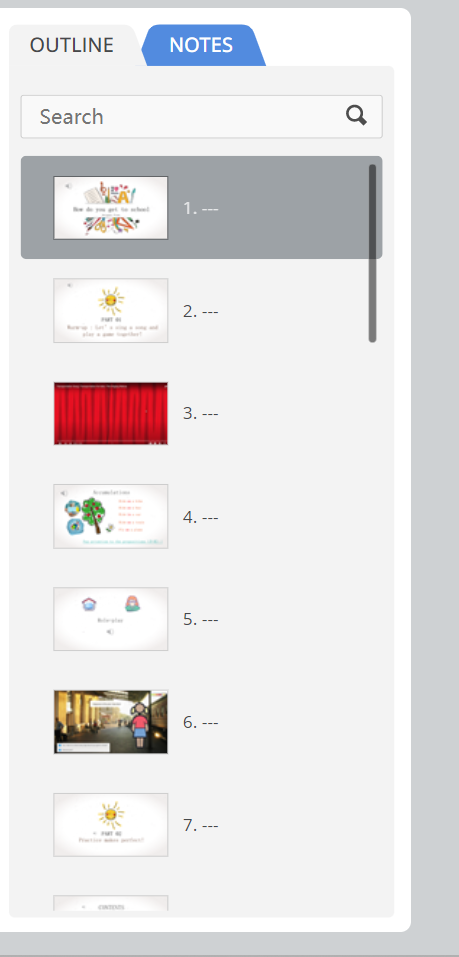 OUTLINE NOTES
Search
1. ---
How do you get to school
2. ---
PART 01
Warm-up : Let's sing a song and
play a game together!
3. ---
4. ---
Accumulations
5. ---
Role-play
6. ---
7. ---
PART 02
Practice makes perfect!
CONTENTS